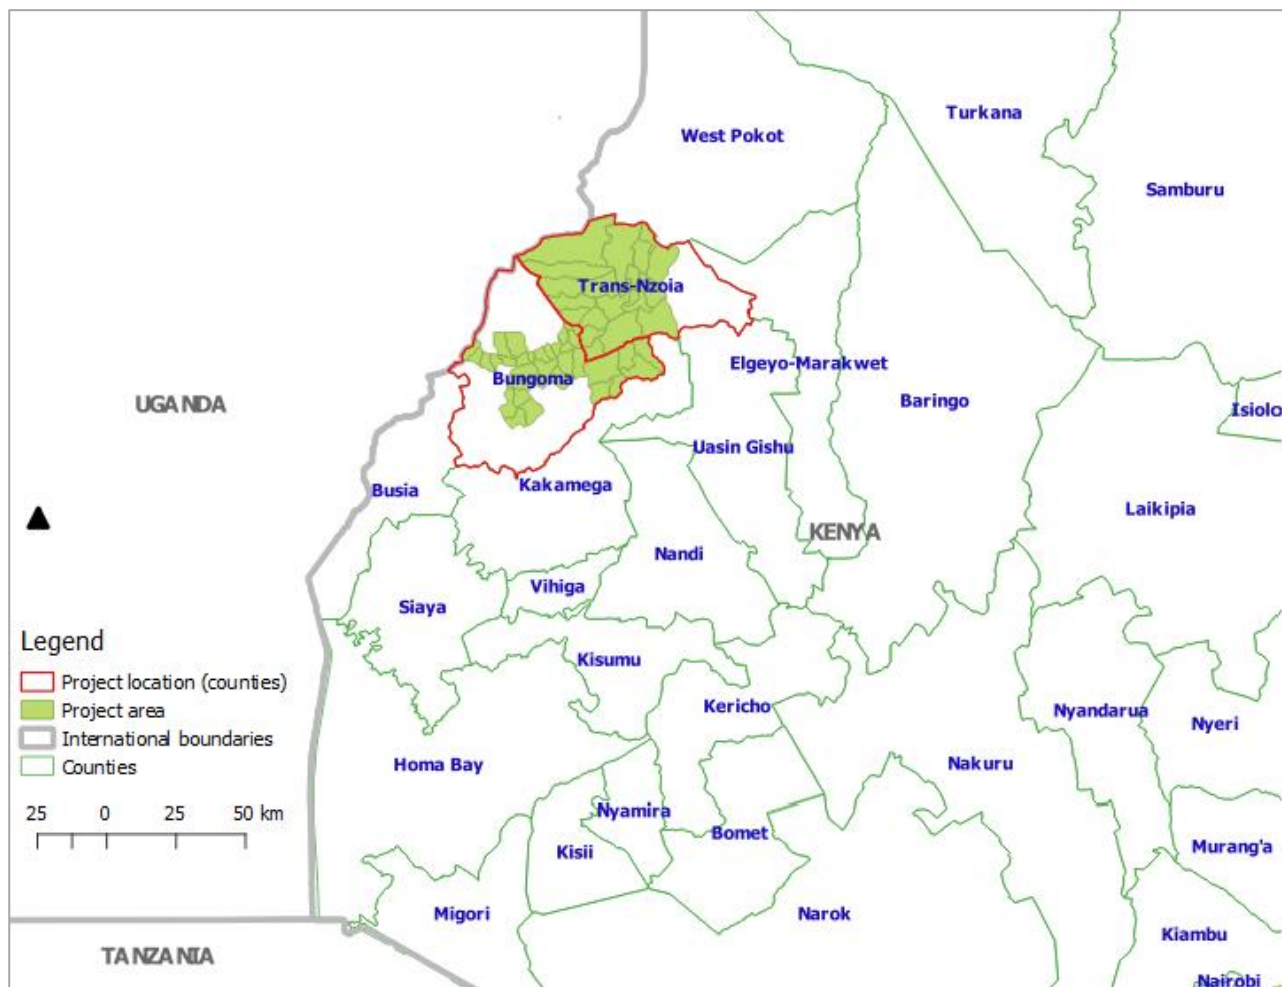 Turkana
West Pokot
Samburu
Trans-Nzoia
Elgeyo-Marakwet
Bungoma
Baringo
UGANDA
Isiolo
Uasin Gishu
Kakamega
Busia
Laikipia
KENYA
Nandi
Vihiga
Siaya
Legend
Kisumu
Project location (counties)
Kericho
Project area
Nyandarua
Nyeri
International boundaries
Homa Bay
Nakuru
Counties
25 0 25 50 km
Nyamira
Bomet
Kisii
Murang'a
Migori
Narok
Kiambu
TANZANIA
Nairobi